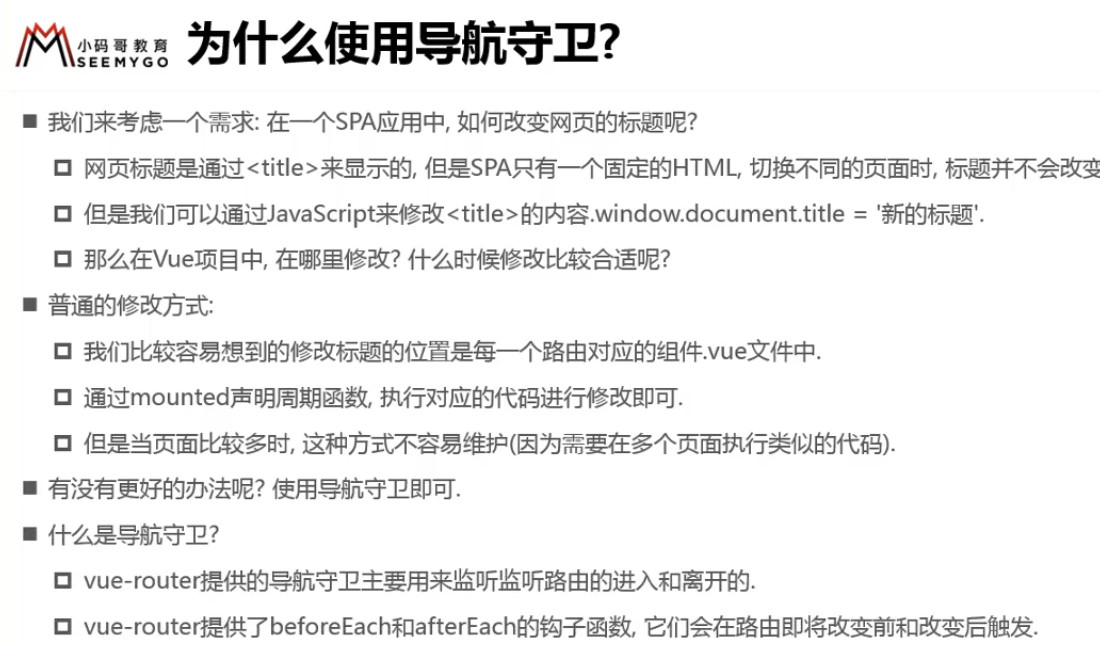 小码哥教育
SEEMYGO
为什么使用导航守卫?
我们来考虑一个需求: 在一个SPA应用中, 如何改变网页的标题呢?
网页标题是通过<title>来显示的, 但是SPA只有一个固定的HTML, 切换不同的页面时, 标题并不会改变
但是我们可以通过JavaScript来修改<title>的内容.window.document.title = '新的标题'.
那么在Vue项目中, 在哪里修改? 什么时候修改比较合适呢?
普通的修改方式:
我们比较容易想到的修改标题的位置是每一个路由对应的组件.vue文件中.
通过mounted声明周期函数, 执行对应的代码进行修改即可.
但是当页面比较多时, 这种方式不容易维护(因为需要在多个页面执行类似的代码).
有没有更好的办法呢? 使用导航守卫即可.
什么是导航守卫?
vue-router提供的导航守卫主要用来监听监听路由的进入和离开的.
vue-router提供了beforeEach和afterEach的钩子函数, 它们会在路由即将改变前和改变后触发.